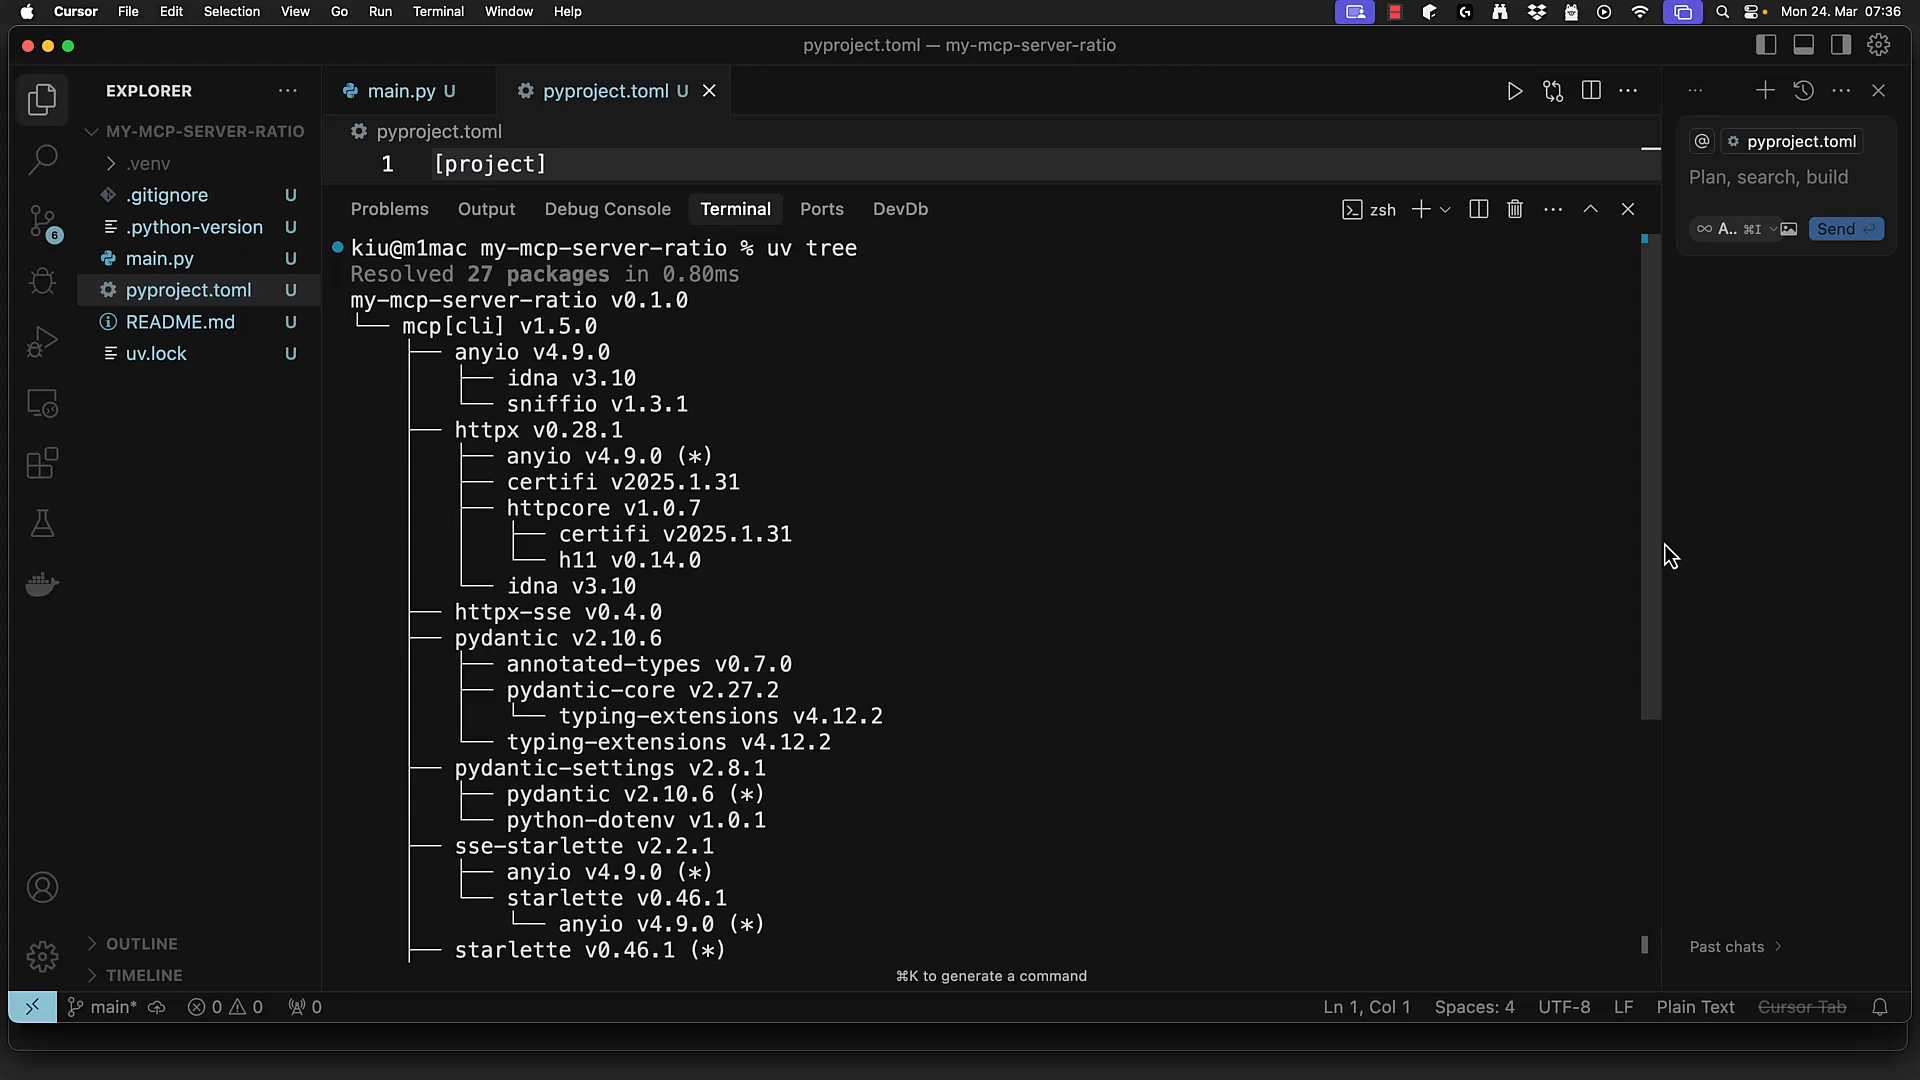 Cursor File Edit Selection View Go Run Terminal Window Help Mon 24. Mar 07:36
pyproject.toml — my-mcp-server-ratio
EXPLORER
MY-MCP-SERVER-RATIO
.venv
.gitignore U
.python-version U
main.py U
pyproject.toml U
README.md U
uv.lock U
6
OUTLINE
TIMELINE
main.py U
pyproject.toml U
pyproject.toml
1 [project]
Problems Output Debug Console Terminal Ports DevDb zsh
kiu@m1mac my-mcp-server-ratio % uv tree
Resolved 27 packages in 0.80ms
my-mcp-server-ratio v0.1.0
└── mcp[cli] v1.5.0
├── anyio v4.9.0
│ ├── idna v3.10
│ └── sniffio v1.3.1
├── httpx v0.28.1
│ ├── anyio v4.9.0 (*)
│ ├── certifi v2025.1.31
│ ├── httpcore v1.0.7
│ │ ├── certifi v2025.1.31
│ │ └── h11 v0.14.0
│ └── idna v3.10
├── httpx-sse v0.4.0
├── pydantic v2.10.6
│ ├── annotated-types v0.7.0
│ ├── pydantic-core v2.27.2
│ │ └── typing-extensions v4.12.2
│ └── typing-extensions v4.12.2
├── pydantic-settings v2.8.1
│ ├── pydantic v2.10.6 (*)
│ └── python-dotenv v1.0.1
├── sse-starlette v2.2.1
│ ├── anyio v4.9.0 (*)
│ └── starlette v0.46.1
│ └── anyio v4.9.0 (*)
├── starlette v0.46.1 (*)
⌘K to generate a command
@ pyproject.toml
Plan, search, build
∞ A.. ⌘I Send
Past chats
main* 0 0 0 Ln 1, Col 1 Spaces: 4 UTF-8 LF Plain Text Cursor Tab